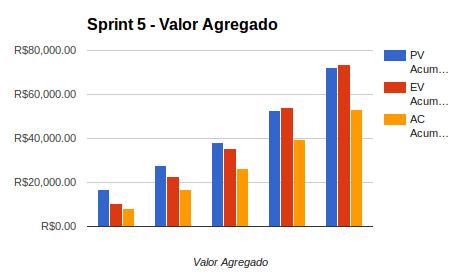 Sprint 5 - Valor Agregado
R$80,000.00
R$60,000.00
R$40,000.00
R$20,000.00
R$0.00
PV
Acum...
EV
Acum...
AC
Acum...
Valor Agregado